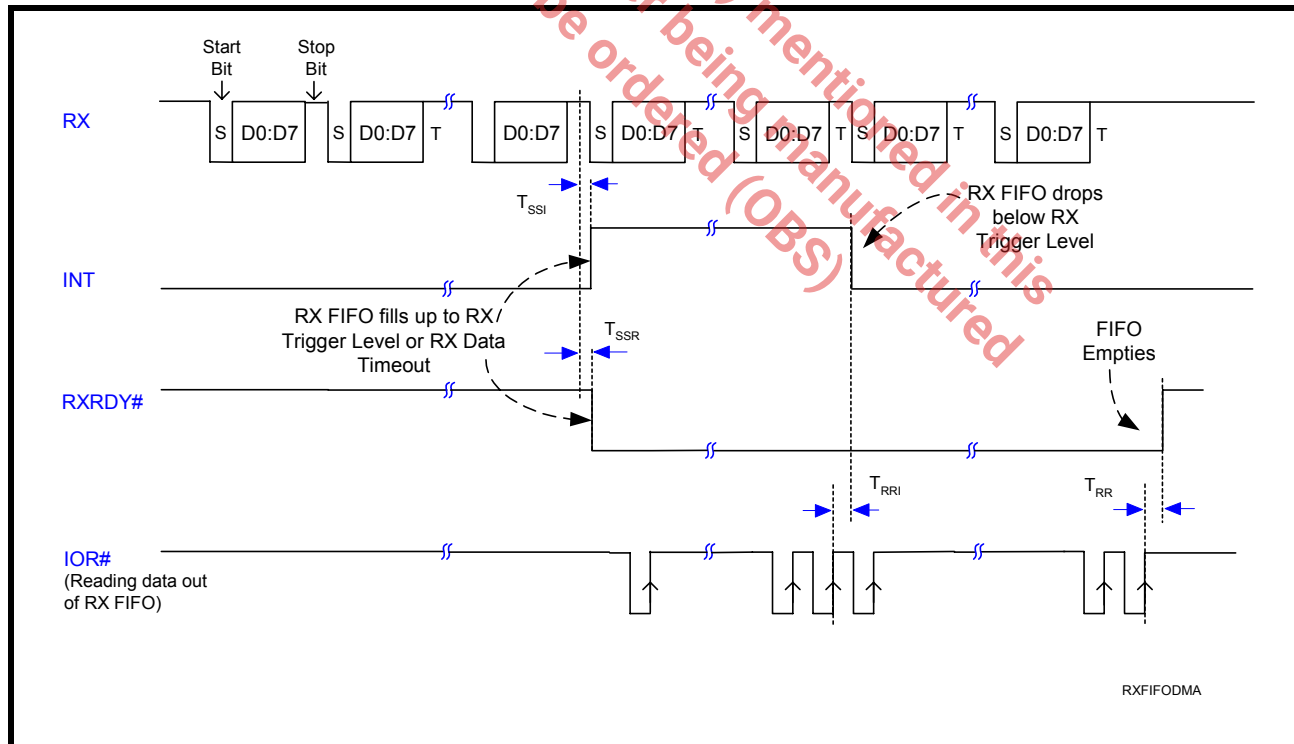 mentioned in this
being manufactured
be ordered (OBS)
Start
Bit
Stop
Bit
RX
S D0:D7 S D0:D7 T D0:D7 S D0:D7 T S D0:D7 T S D0:D7 T S D0:D7 T
TSSI
RX FIFO drops
below RX
Trigger Level
INT
RX FIFO fills up to RX
Trigger Level or RX Data
Timeout
TSSR
FIFO
Empties
RXRDY#
TRRI
TRR
IOR#
(Reading data out
of RX FIFO)
RXFIFODMA